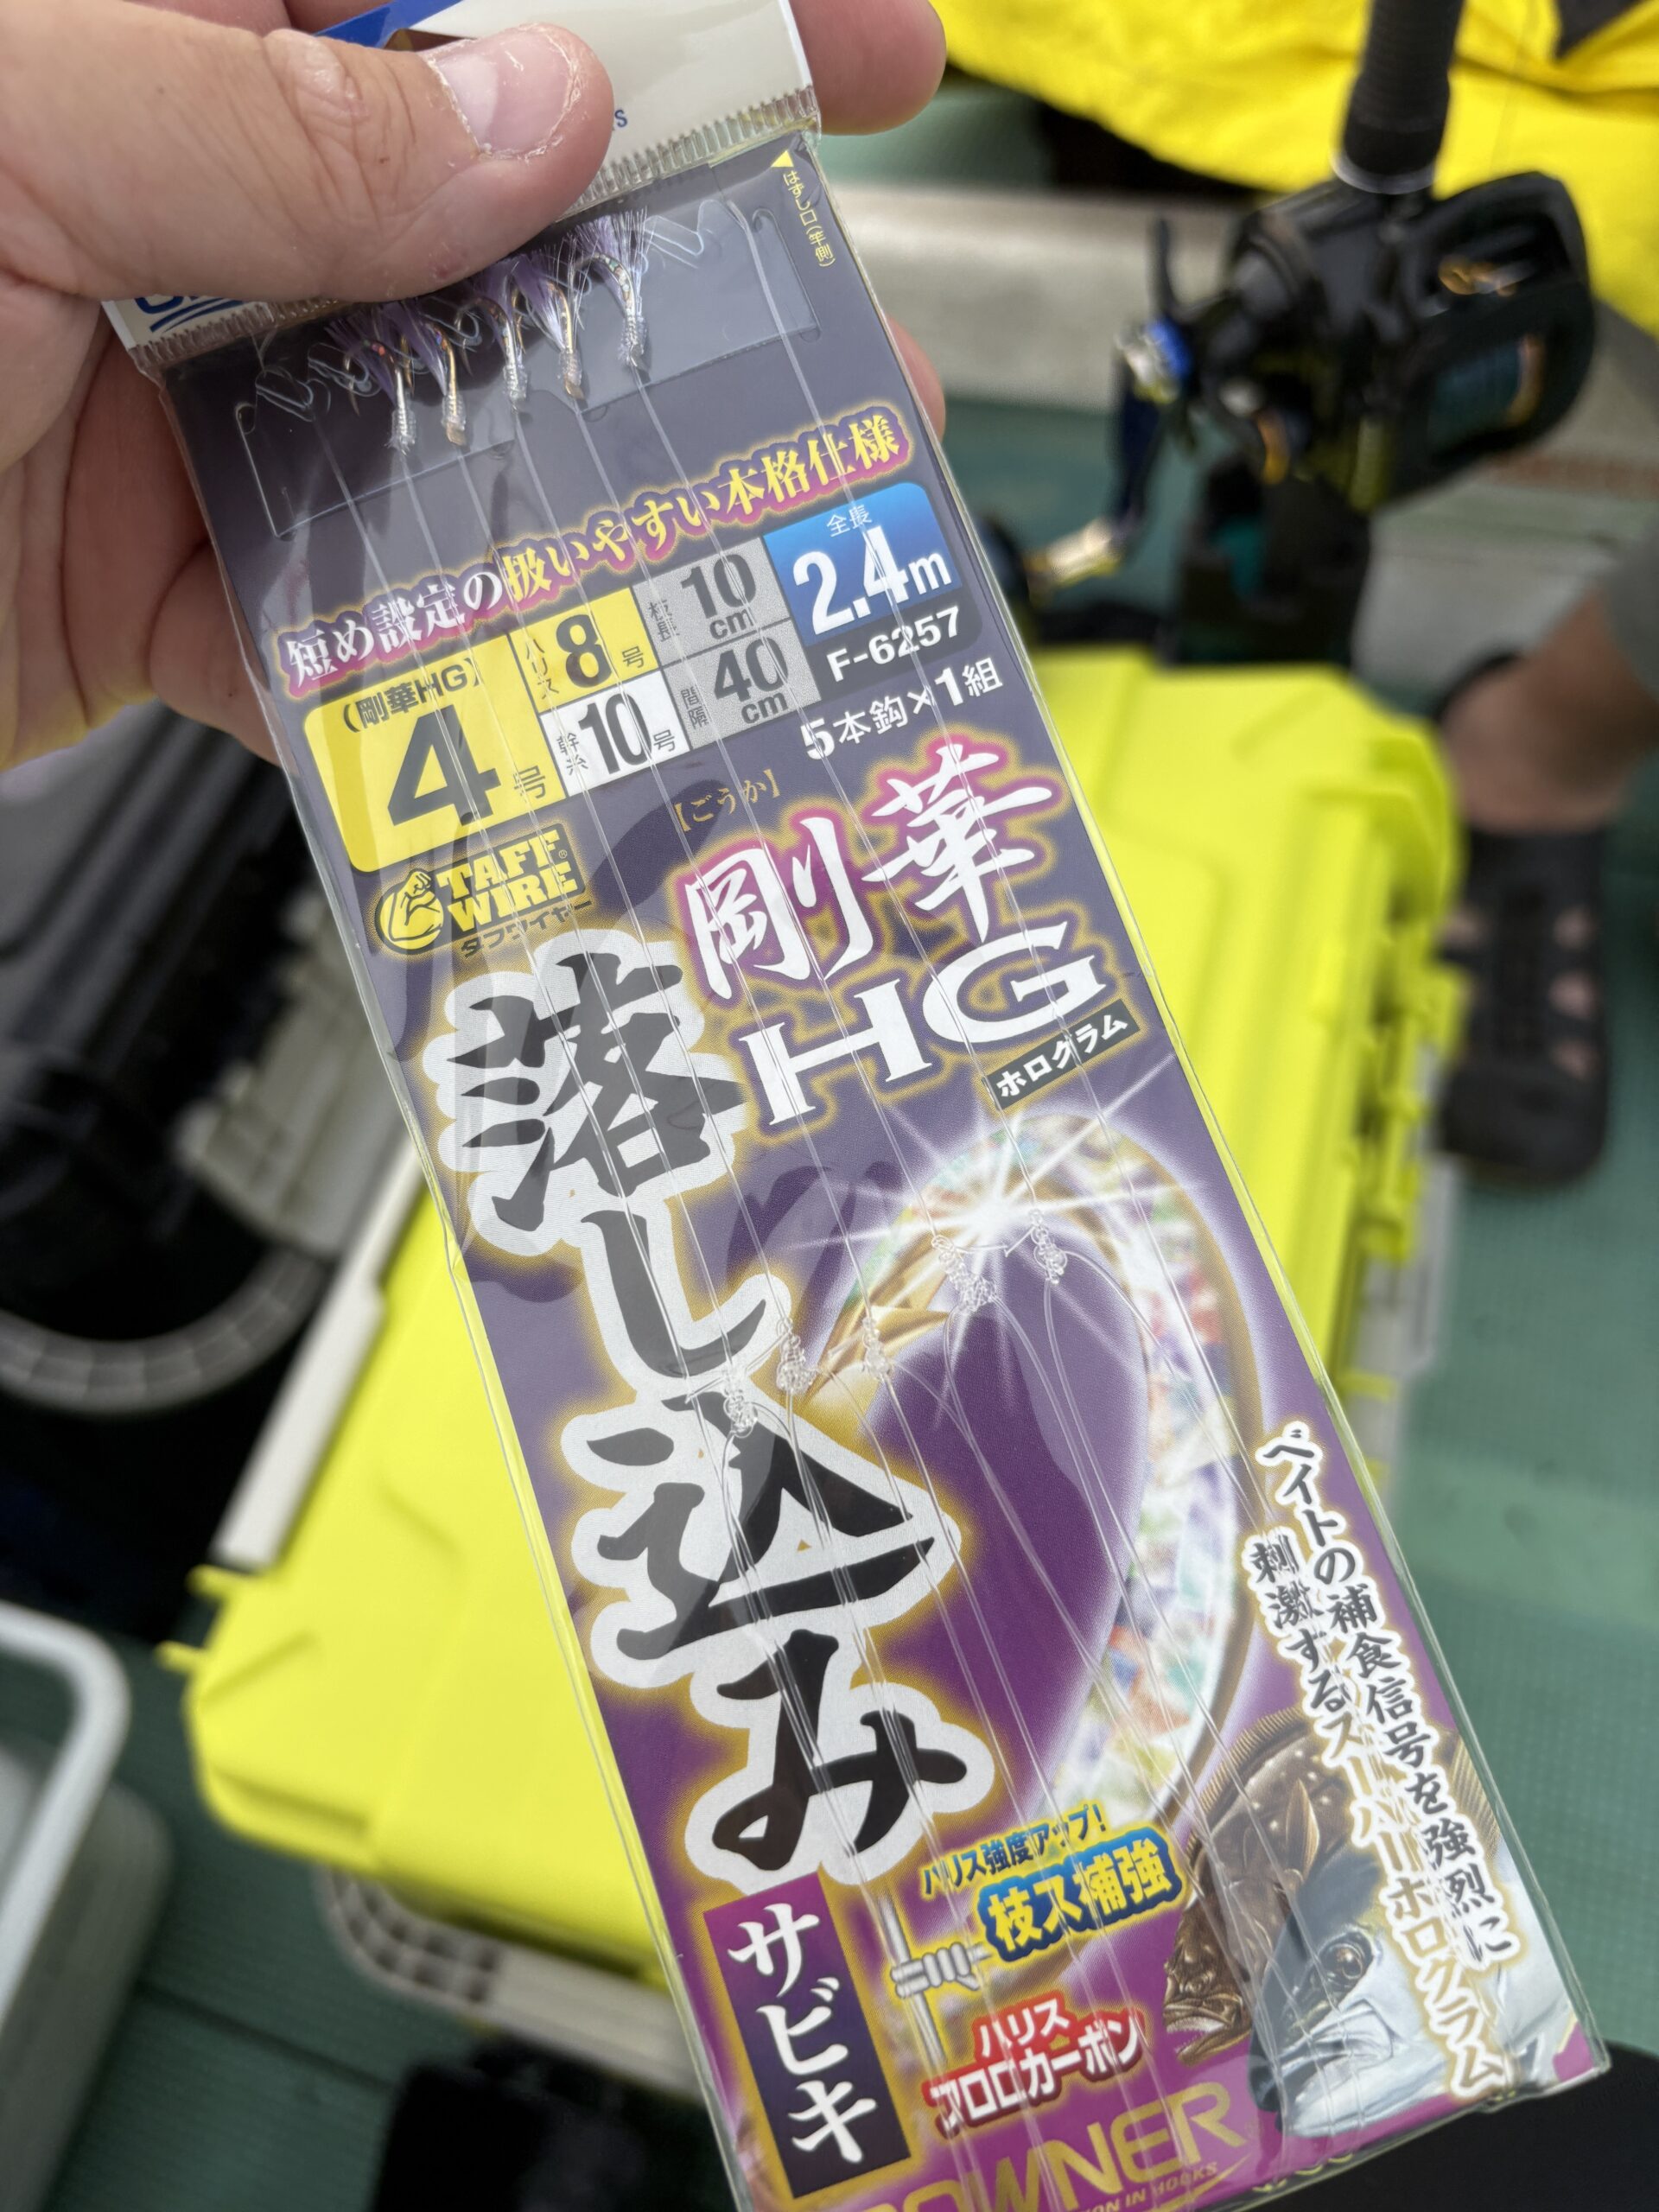 はずし口(竿側)
短め設定の扱いやすい本格仕様
(剛華HG)
4号
ハリス 8号
幹糸 10号
枝長 10cm
間隔 40cm
全長
2.4m
F-6257
5本鈎×1組
TAFF WIRE®
タフワイヤー
【ごうか】
剛華
HG
ホログラム
落し込み
サビキ
ベイトの補食信号を強烈に
刺激するスーパーホログラム
ハリス強度アップ!
枝ス補強
ハリス
フロロカーボン
OWNER